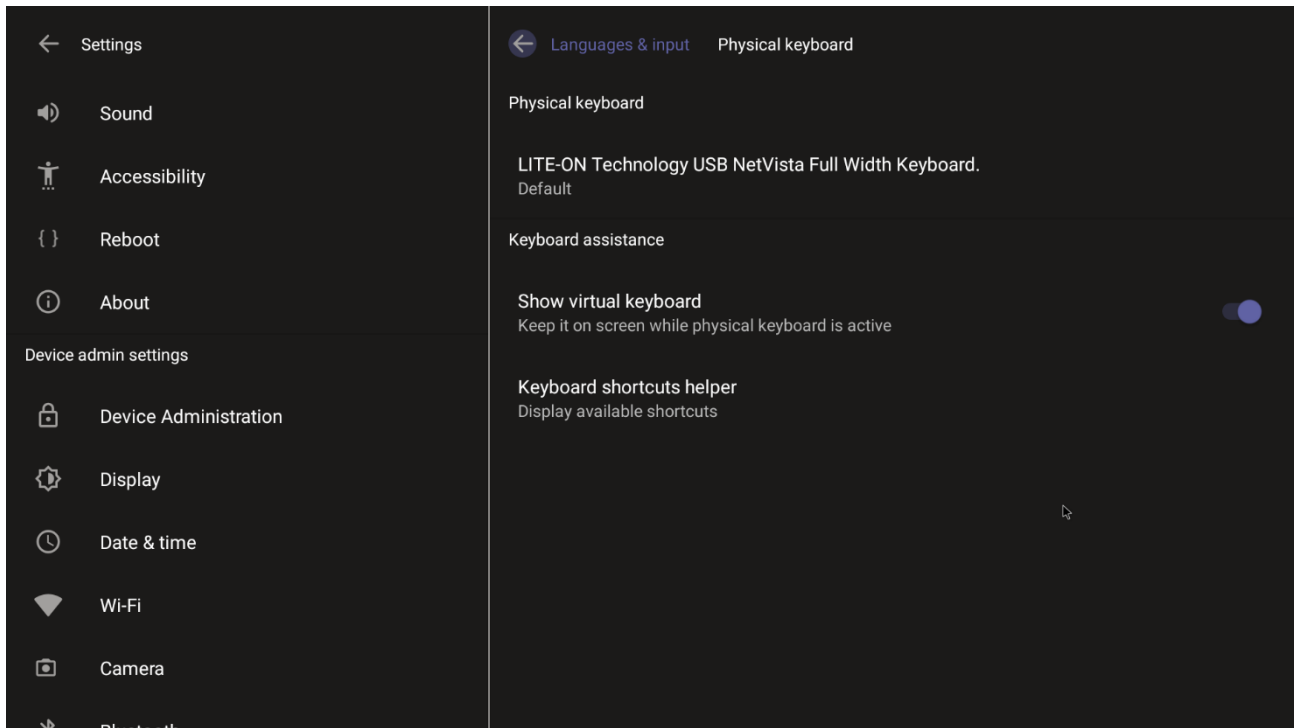 Settings
Sound
Accessibility
{ } Reboot
About
Device admin settings
Device Administration
Display
Date & time
Wi-Fi
Camera
Languages & input Physical keyboard
Physical keyboard
LITE-ON Technology USB NetVista Full Width Keyboard.
Default
Keyboard assistance
Show virtual keyboard
Keep it on screen while physical keyboard is active
Keyboard shortcuts helper
Display available shortcuts